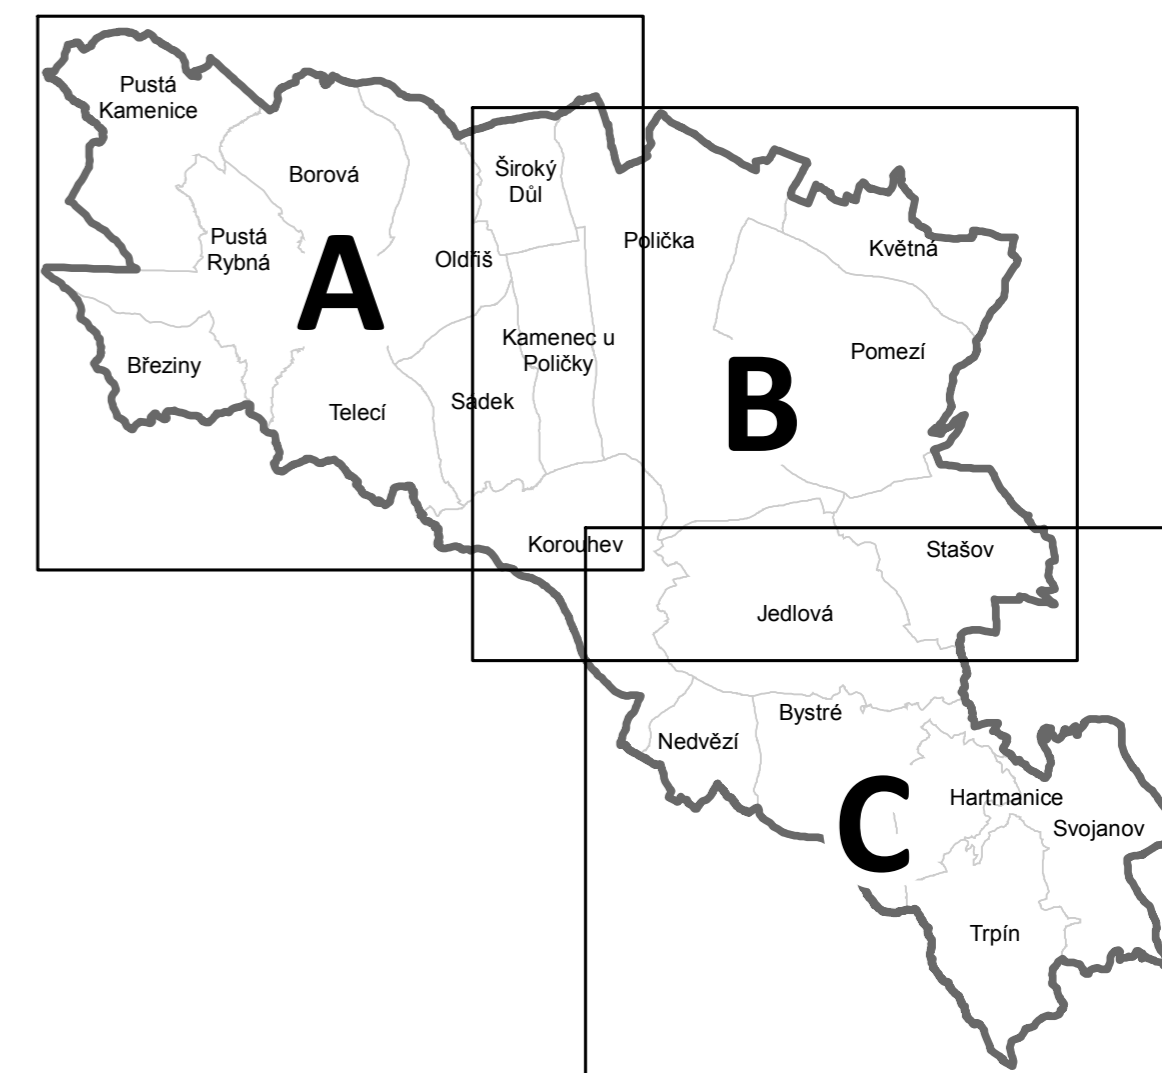 Pustá
Kamenice
Borová
Široký
Důl
Pustá
Rybná
A
Oldřiš
Polička
Květná
Kamenec u
Poličky
Březiny
Pomezí
Telecí
Sádek
B
Korouhev
Stašov
Jedlová
Bystré
Nedvězí
C
Hartmanice
Svojanov
Trpín